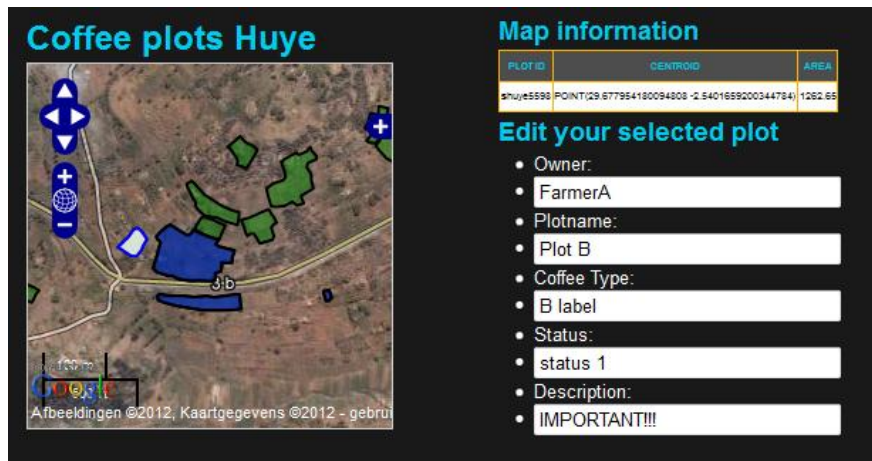 Coffee plots Huye
3 b
Google
Afbeeldingen ©2012, Kaartgegevens ©2012 - gebrui
Map information
PLOT ID CENTROID AREA
shuye5598 POINT(29.677954180094808 -2.5401659200344784) 1262.65
Edit your selected plot
Owner:
FarmerA
Plotname:
Plot B
Coffee Type:
B label
Status:
status 1
Description:
IMPORTANT!!!